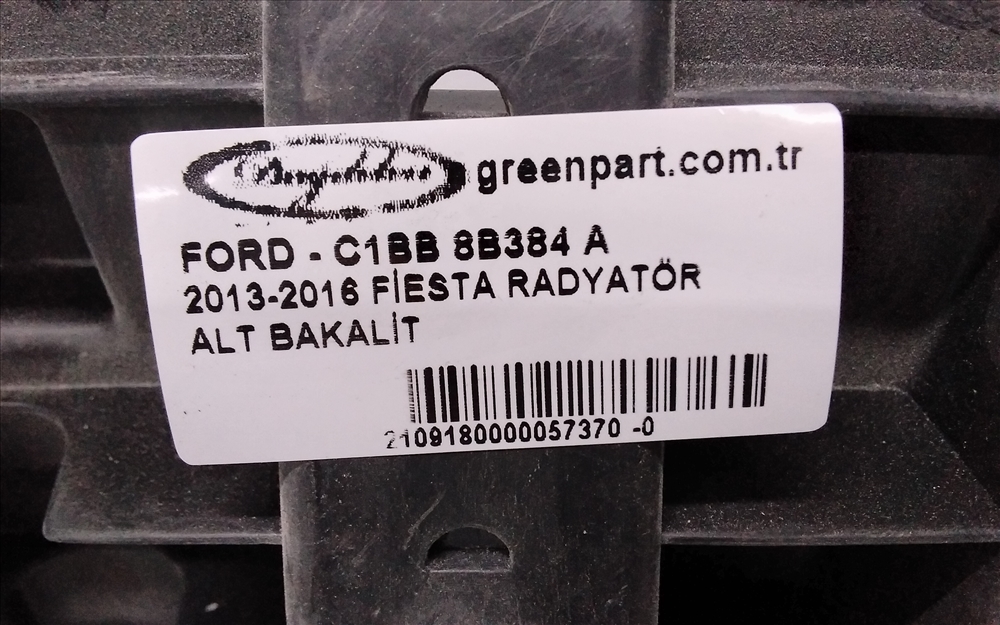 greenpart.com.tr
FORD - C1BB 8B384 A
2013-2016 FİESTA RADYATÖR
ALT BAKALİT
2109180000057370 -0